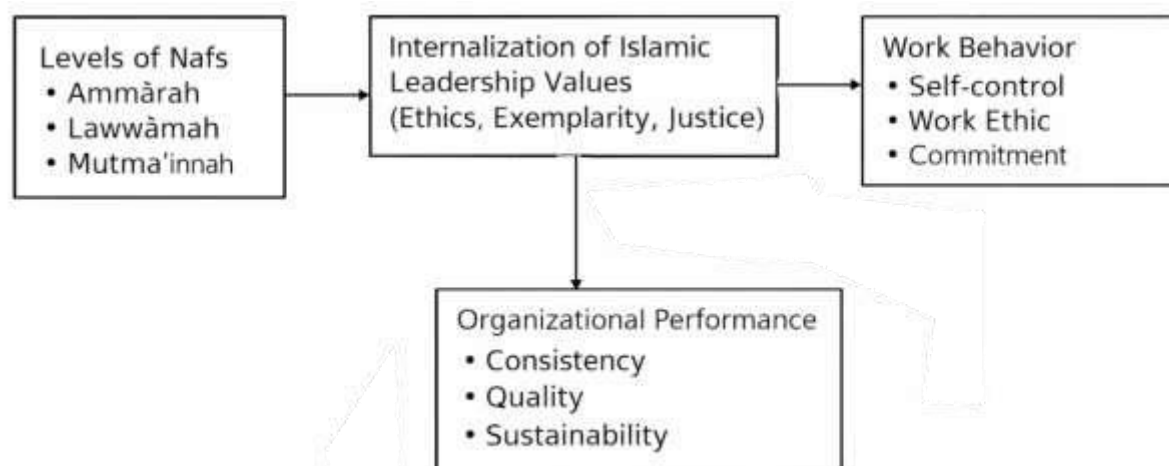 Levels of Nafs
• Ammàrah
• Lawwàmah
• Mutma'innah
Internalization of Islamic
Leadership Values
(Ethics, Exemplarity, Justice)
Work Behavior
• Self-control
• Work Ethic
• Commitment
Organizational Performance
• Consistency
• Quality
• Sustainability